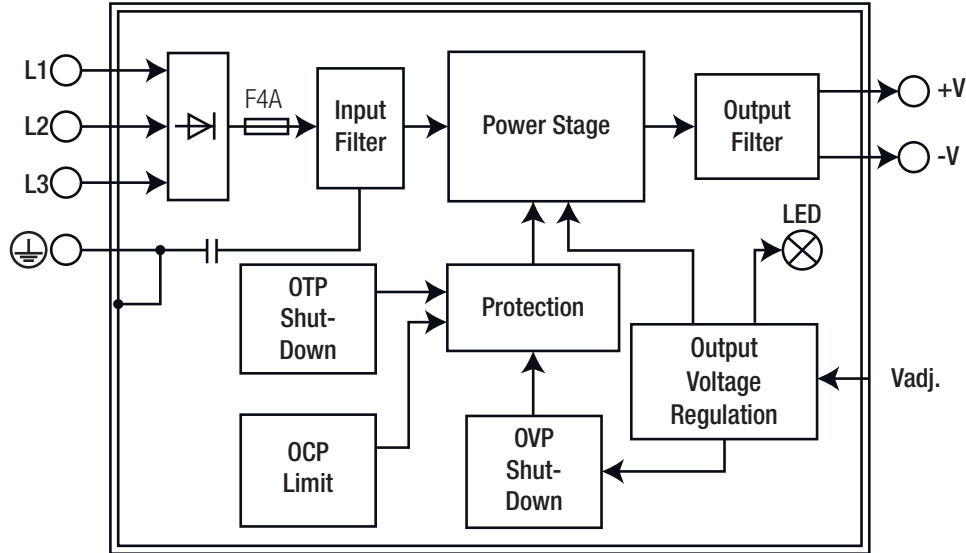 L1
L2
L3
F4A
Input
Filter
Power Stage
Output
Filter
+V
-V
LED
OTP
Shut-
Down
Protection
Output
Voltage
Regulation
Vadj.
OCP
Limit
OVP
Shut-
Down